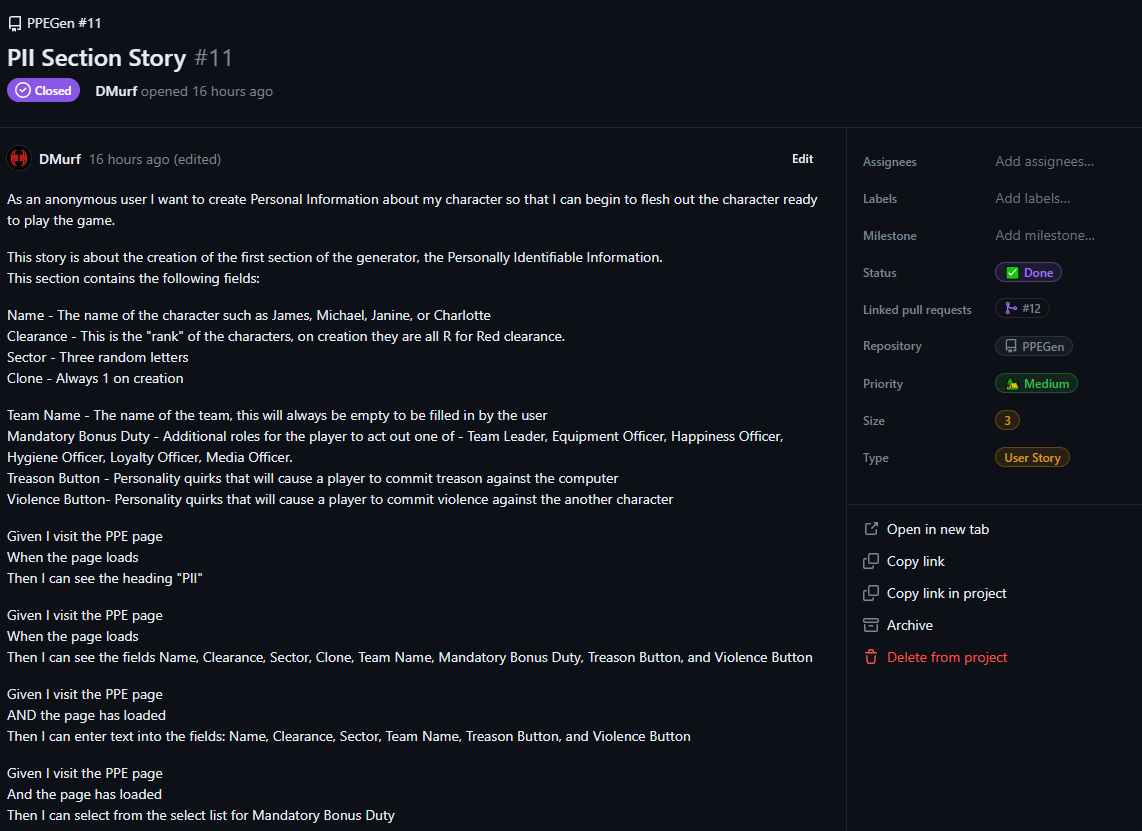 PPEGen #11
PII Section Story #11
Closed DMurf opened 16 hours ago
DMurf 16 hours ago (edited) Edit
As an anonymous user I want to create Personal Information about my character so that I can begin to flesh out the character ready
to play the game.
This story is about the creation of the first section of the generator, the Personally Identifiable Information.
This section contains the following fields:
Name - The name of the character such as James, Michael, Janine, or Charlotte
Clearance - This is the "rank" of the characters, on creation they are all R for Red clearance.
Sector - Three random letters
Clone - Always 1 on creation
Team Name - The name of the team, this will always be empty to be filled in by the user
Mandatory Bonus Duty - Additional roles for the player to act out one of - Team Leader, Equipment Officer, Happiness Officer,
Hygiene Officer, Loyalty Officer, Media Officer.
Treason Button - Personality quirks that will cause a player to commit treason against the computer
Violence Button- Personality quirks that will cause a player to commit violence against the another character
Given I visit the PPE page
When the page loads
Then I can see the heading "PII"
Given I visit the PPE page
When the page loads
Then I can see the fields Name, Clearance, Sector, Clone, Team Name, Mandatory Bonus Duty, Treason Button, and Violence Button
Given I visit the PPE page
AND the page has loaded
Then I can enter text into the fields: Name, Clearance, Sector, Team Name, Treason Button, and Violence Button
Given I visit the PPE page
And the page has loaded
Then I can select from the select list for Mandatory Bonus Duty
Assignees Add assignees...
Labels Add labels...
Milestone Add milestone...
Status Done
Linked pull requests #12
Repository PPEGen
Priority Medium
Size 3
Type User Story
Open in new tab
Copy link
Copy link in project
Archive
Delete from project